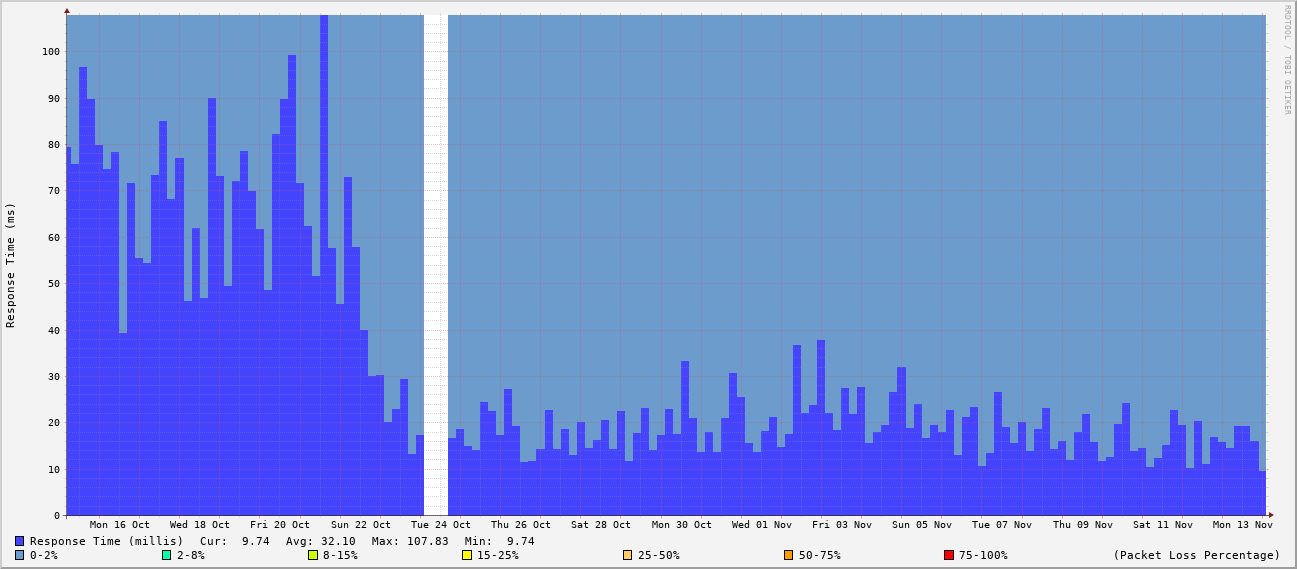 RRDTOOL / TOBI OETIKER
Response Time (ms)
100
90
80
70
60
50
40
30
20
10
0
Mon 16 Oct Wed 18 Oct Fri 20 Oct Sun 22 Oct Tue 24 Oct Thu 26 Oct Sat 28 Oct Mon 30 Oct Wed 01 Nov Fri 03 Nov Sun 05 Nov Tue 07 Nov Thu 09 Nov Sat 11 Nov Mon 13 Nov
Response Time (millis) Cur: 9.74 Avg: 32.10 Max: 107.83 Min: 9.74
0-2% 2-8% 8-15% 15-25% 25-50% 50-75% 75-100% (Packet Loss Percentage)